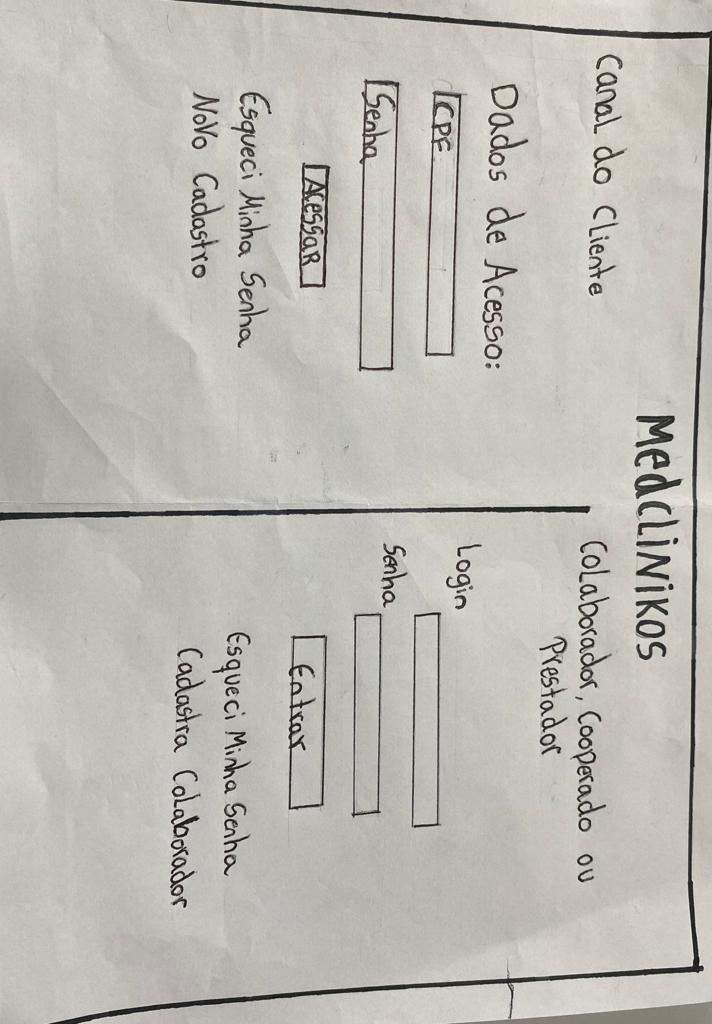 MedCLiNiKOS
Canal do Cliente
Dados de Acesso:
CPF
Senha
Acessar
Esqueci Minha Senha
Novo Cadastro
Colaborador, Cooperado ou
Prestador
Login
Senha
Entrar
Esqueci Minha Senha
Cadastra Colaborador